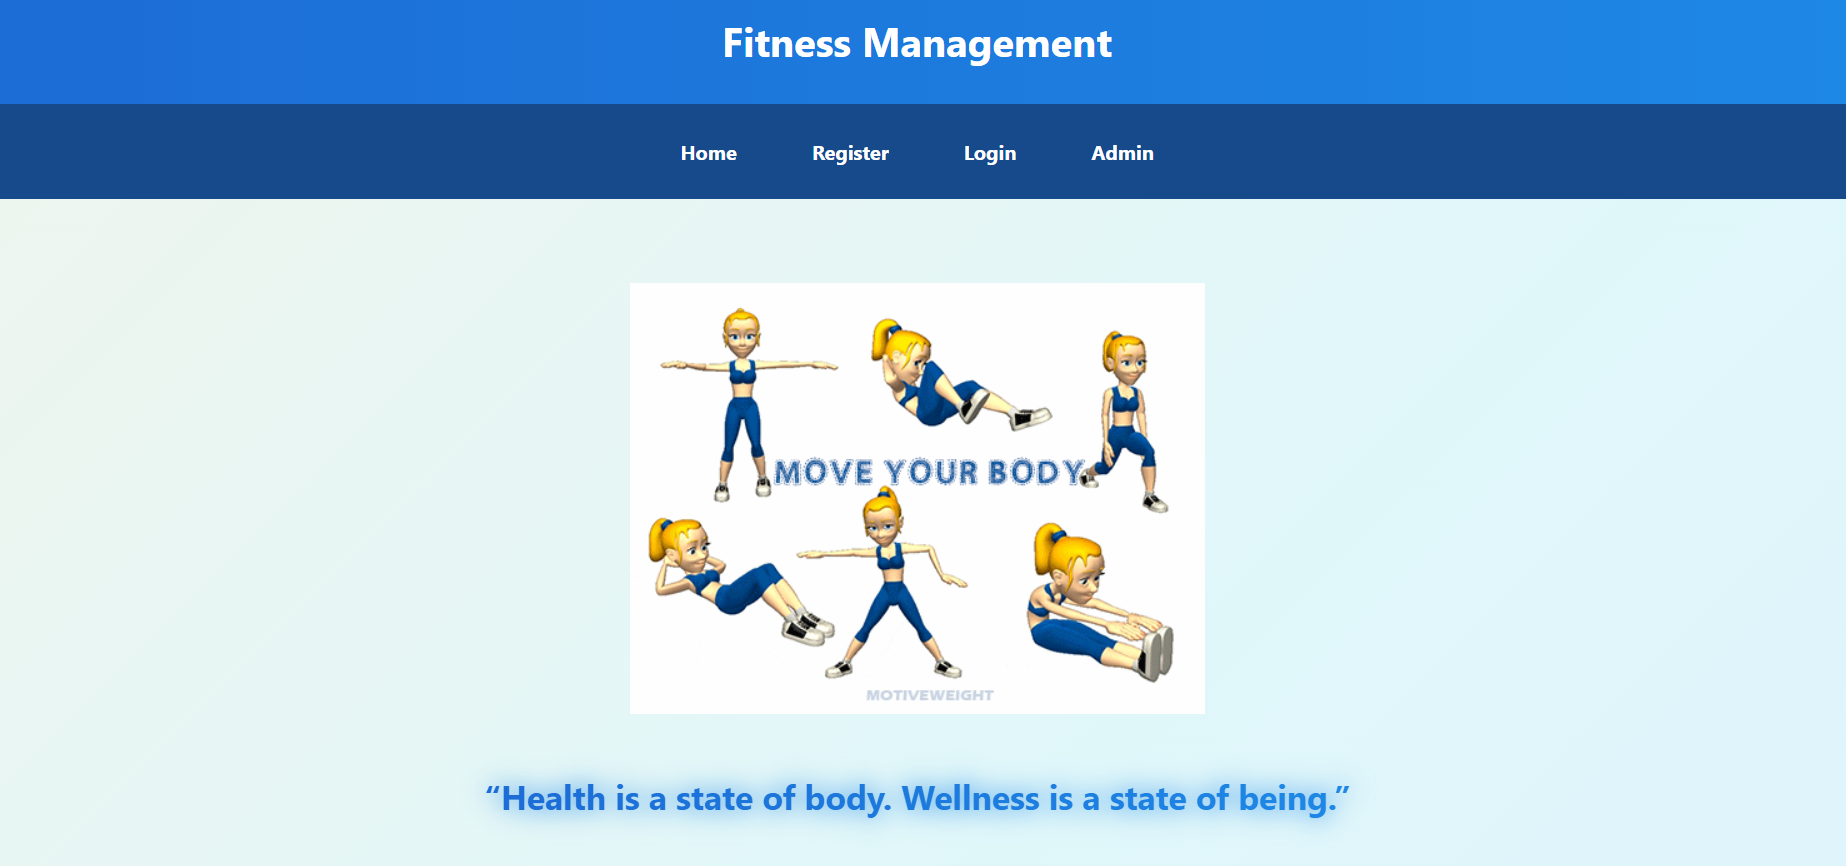 Fitness Management
Home Register Login Admin
MOVE YOUR BODY
MOTIVEWEIGHT
“Health is a state of body. Wellness is a state of being.”